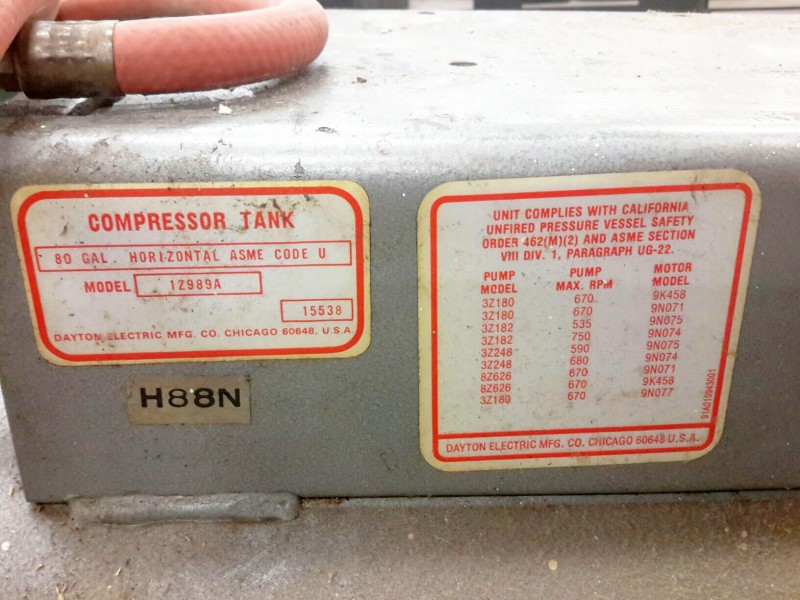 COMPRESSOR TANK
80 GAL. HORIZONTAL ASME CODE U
MODEL 1Z989A
15538
DAYTON ELECTRIC MFG. CO. CHICAGO 60648, U.S.A.
H88N
UNIT COMPLIES WITH CALIFORNIA
UNFIRED PRESSURE VESSEL SAFETY
ORDER 462(M)(2) AND ASME SECTION
VIII DIV. 1, PARAGRAPH UG-22.
PUMP PUMP MOTOR
MODEL MAX. RPM MODEL
3Z180 670 9K458
3Z180 670 9N071
3Z182 535 9N075
3Z182 750 9N074
3Z248 590 9N075
3Z248 680 9N074
8Z626 670 9N071
8Z626 670 9K458
3Z180 670 9N077
DAYTON ELECTRIC MFG. CO. CHICAGO 60648 U.S.A.